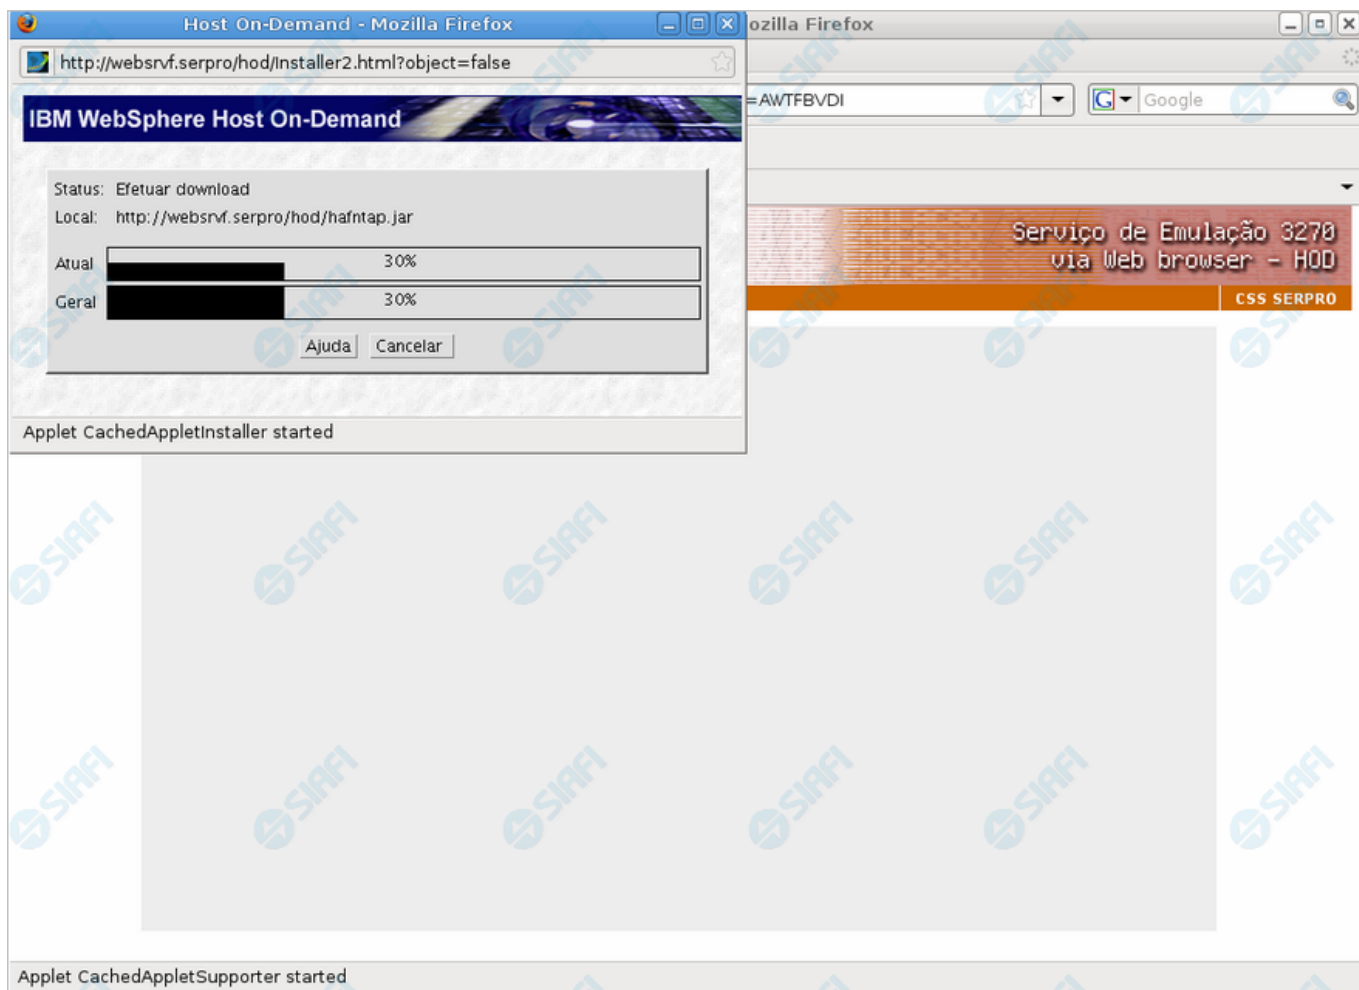 Host On-Demand - Mozilla Firefox
ozilla Firefox
http://websrvf.serpro/hod/Installer2.html?object=false
=AWTFBVDI
Google
IBM WebSphere Host On-Demand
Status: Efetuar download
Local: http://websrvf.serpro/hod/hafntap.jar
Atual 30%
Geral 30%
Ajuda Cancelar
Applet CachedAppletInstaller started
Serviço de Emulação 3270
via Web browser - HOD
CSS SERPRO
SIAFI
Applet CachedAppletSupporter started